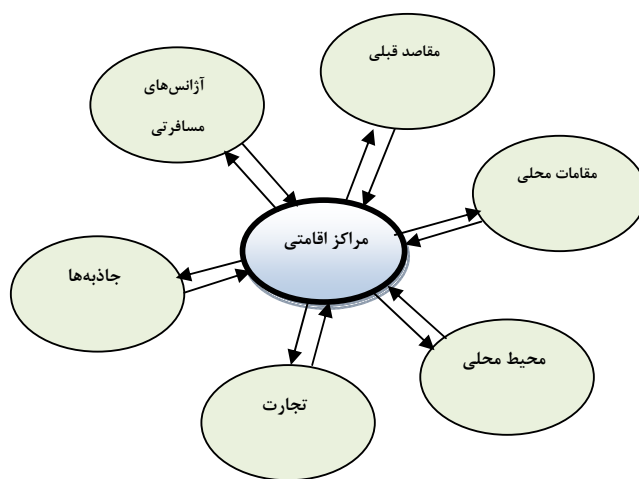 مقاصد قبلی
آژانس‌های
مسافرتی
مقامات محلی
مراکز اقامتی
جاذبه‌ها
محیط محلی
تجارت